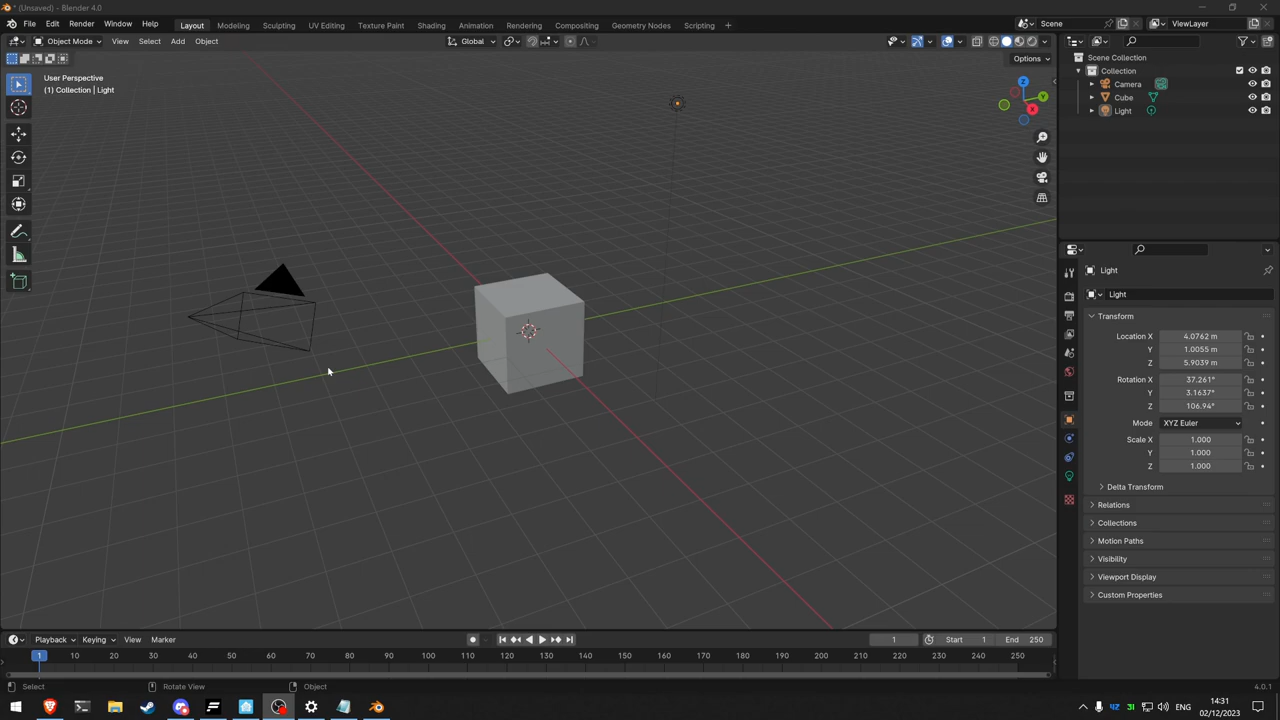 * (Unsaved) - Blender 4.0
File Edit Render Window Help
Layout Modeling Sculpting UV Editing Texture Paint Shading Animation Rendering Compositing Geometry Nodes Scripting +
Scene ViewLayer
Object Mode View Select Add Object
Global
Options
User Perspective
(1) Collection | Light
Z
Y
X
Scene Collection
Collection
Camera
Cube
Light
Light
Light
Transform
Location X 4.0762 m
Y 1.0055 m
Z 5.9039 m
Rotation X 37.261°
Y 3.1637°
Z 106.94°
Mode XYZ Euler
Scale X 1.000
Y 1.000
Z 1.000
Delta Transform
Relations
Collections
Motion Paths
Visibility
Viewport Display
Custom Properties
Playback Keying View Marker
1 Start 1 End 250
1 10 20 30 40 50 60 70 80 90 100 110 120 130 140 150 160 170 180 190 200 210 220 230 240 250
Select Rotate View Object
4.0.1
ENG
14:31
02/12/2023